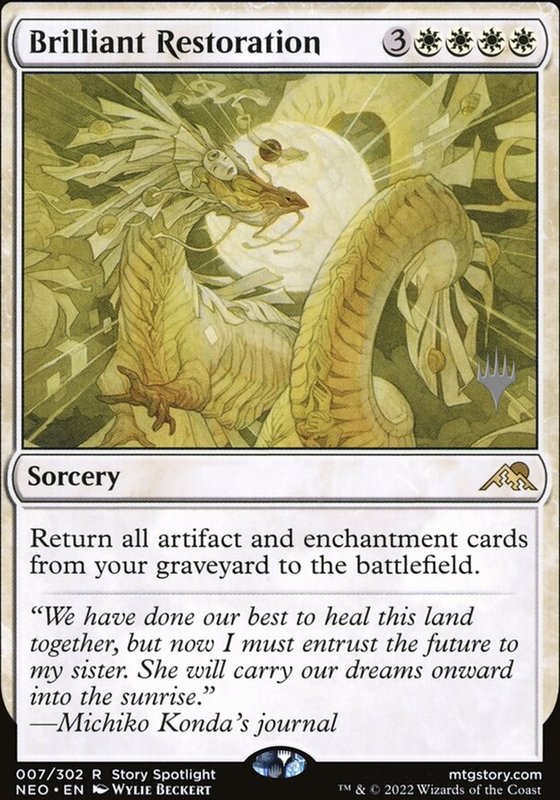 Brilliant Restoration 3
Sorcery
Return all artifact and enchantment cards
from your graveyard to the battlefield.
“We have done our best to heal this land
together, but now I must entrust the future to
my sister. She will carry our dreams onward
into the sunrise.”
—Michiko Konda’s journal
007/302 R Story Spotlight
NEO • EN Wylie Beckert
mtgstory.com
™ & © 2022 Wizards of the Coast